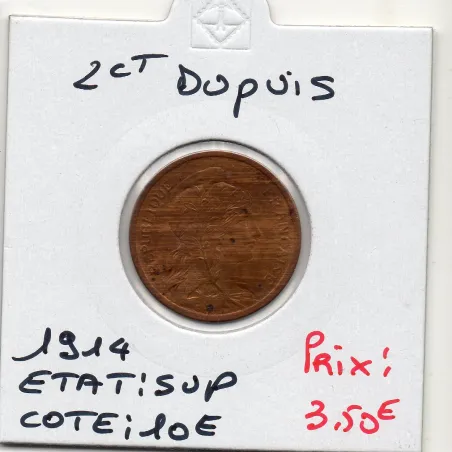 2CT DUPUIS
1914
ETAT: SUP
COTE: 10E
PRIX:
3,50E